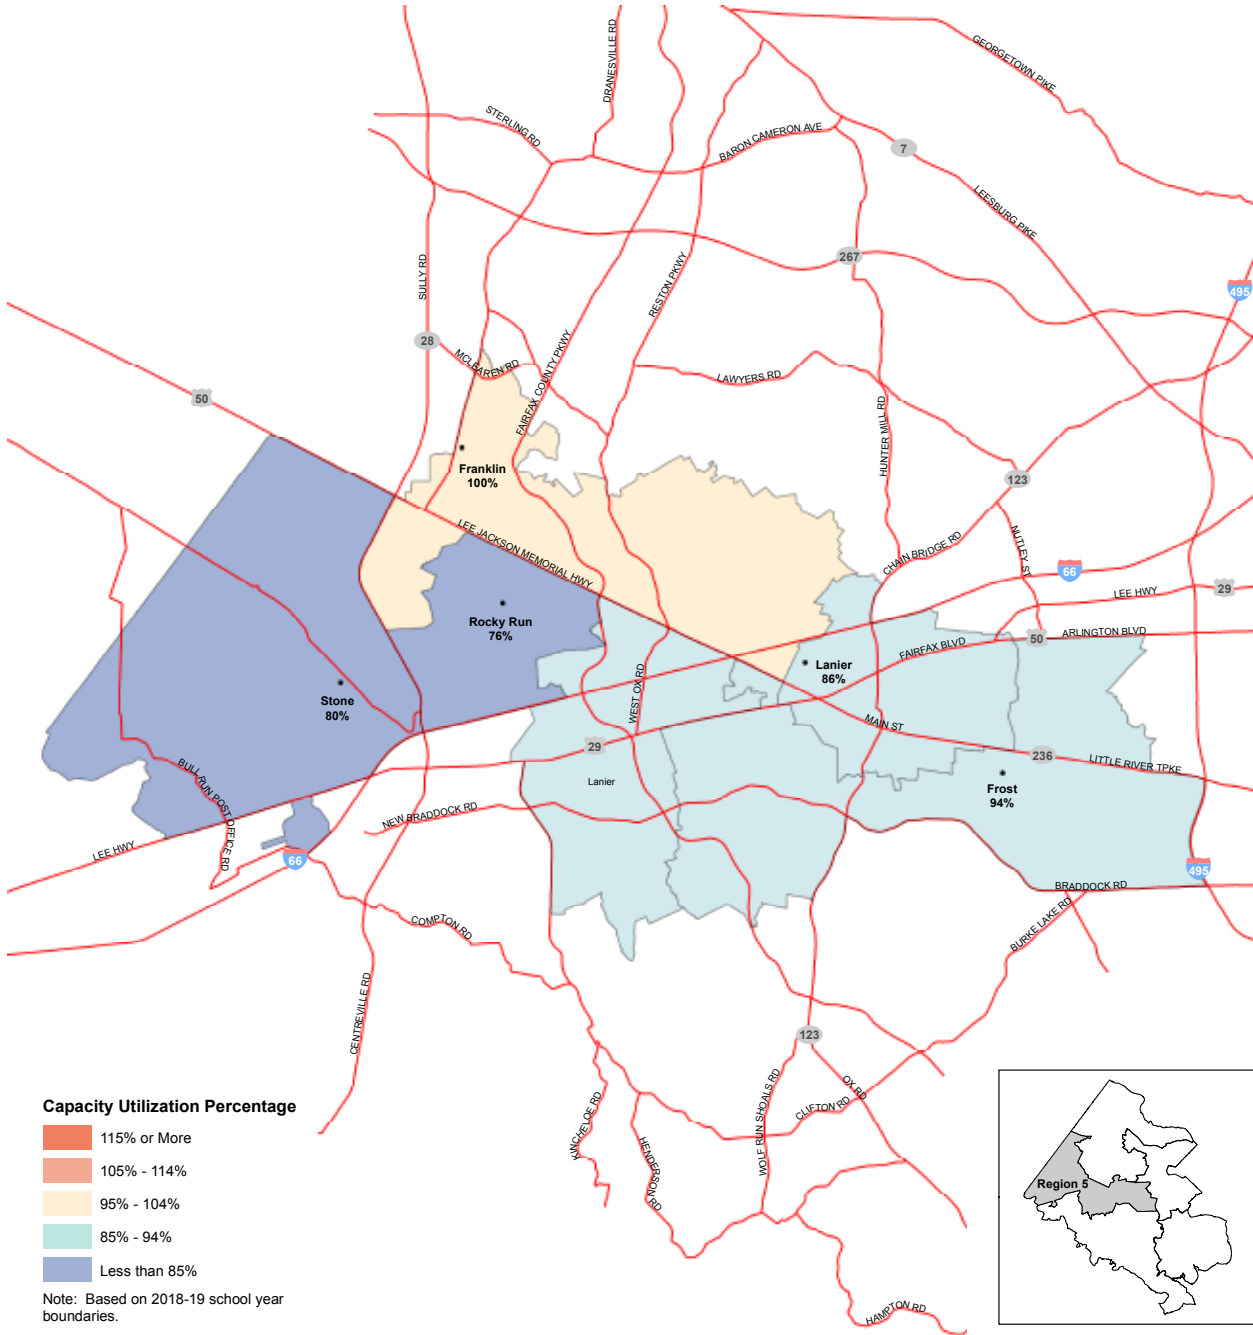 GEORGETOWN PIKE
DRANESVILLE RD
STERLING RD
BARON CAMERON AVE
7
LEESBURG PIKE
267
SULLY RD
RESTON PKWY
495
28
MCLEAREN RD
FAIRFAX COUNTY PKWY
LAWYERS RD
50
HUNTER MILL RD
Franklin
100%
123
LEE JACKSON MEMORIAL HWY
NUTLEY ST
CHAIN BRIDGE RD
66
29
LEE HWY
Rocky Run
76%
ARLINGTON BLVD
50
FAIRFAX BLVD
Lanier
86%
WEST OX RD
Stone
80%
MAIN ST
29
236
LITTLE RIVER TPKE
Lanier
Frost
94%
BULL RUN POST OFFICE RD
NEW BRADDOCK RD
LEE HWY
66
495
BRADDOCK RD
COMPTON RD
BURKE LAKE RD
CENTREVILLE RD
123
OX RD
CLIFTON RD
WOLF RUN SHOALS RD
KINCHELOE RD
HENDERSON RD
HAMPTON RD
Capacity Utilization Percentage
115% or More
105% - 114%
95% - 104%
85% - 94%
Less than 85%
Note:  Based on 2018-19 school year
boundaries.
Region 5